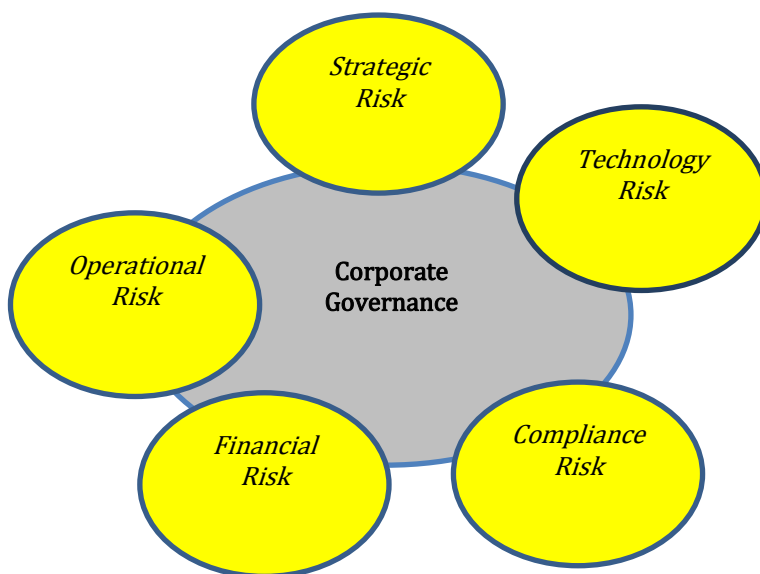 Strategic
Risk
Technology
Risk
Operational
Risk
Corporate
Governance
Financial
Risk
Compliance
Risk